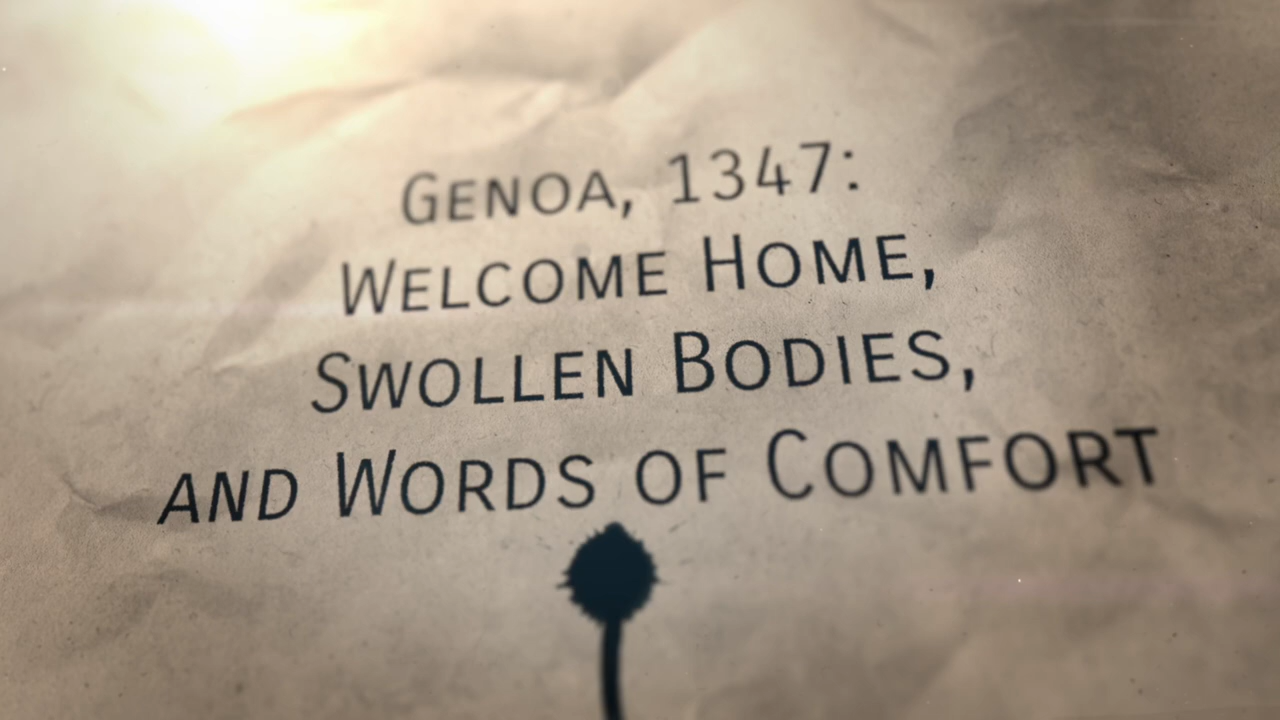 Genoa, 1347:
Welcome Home,
Swollen Bodies,
and Words of Comfort